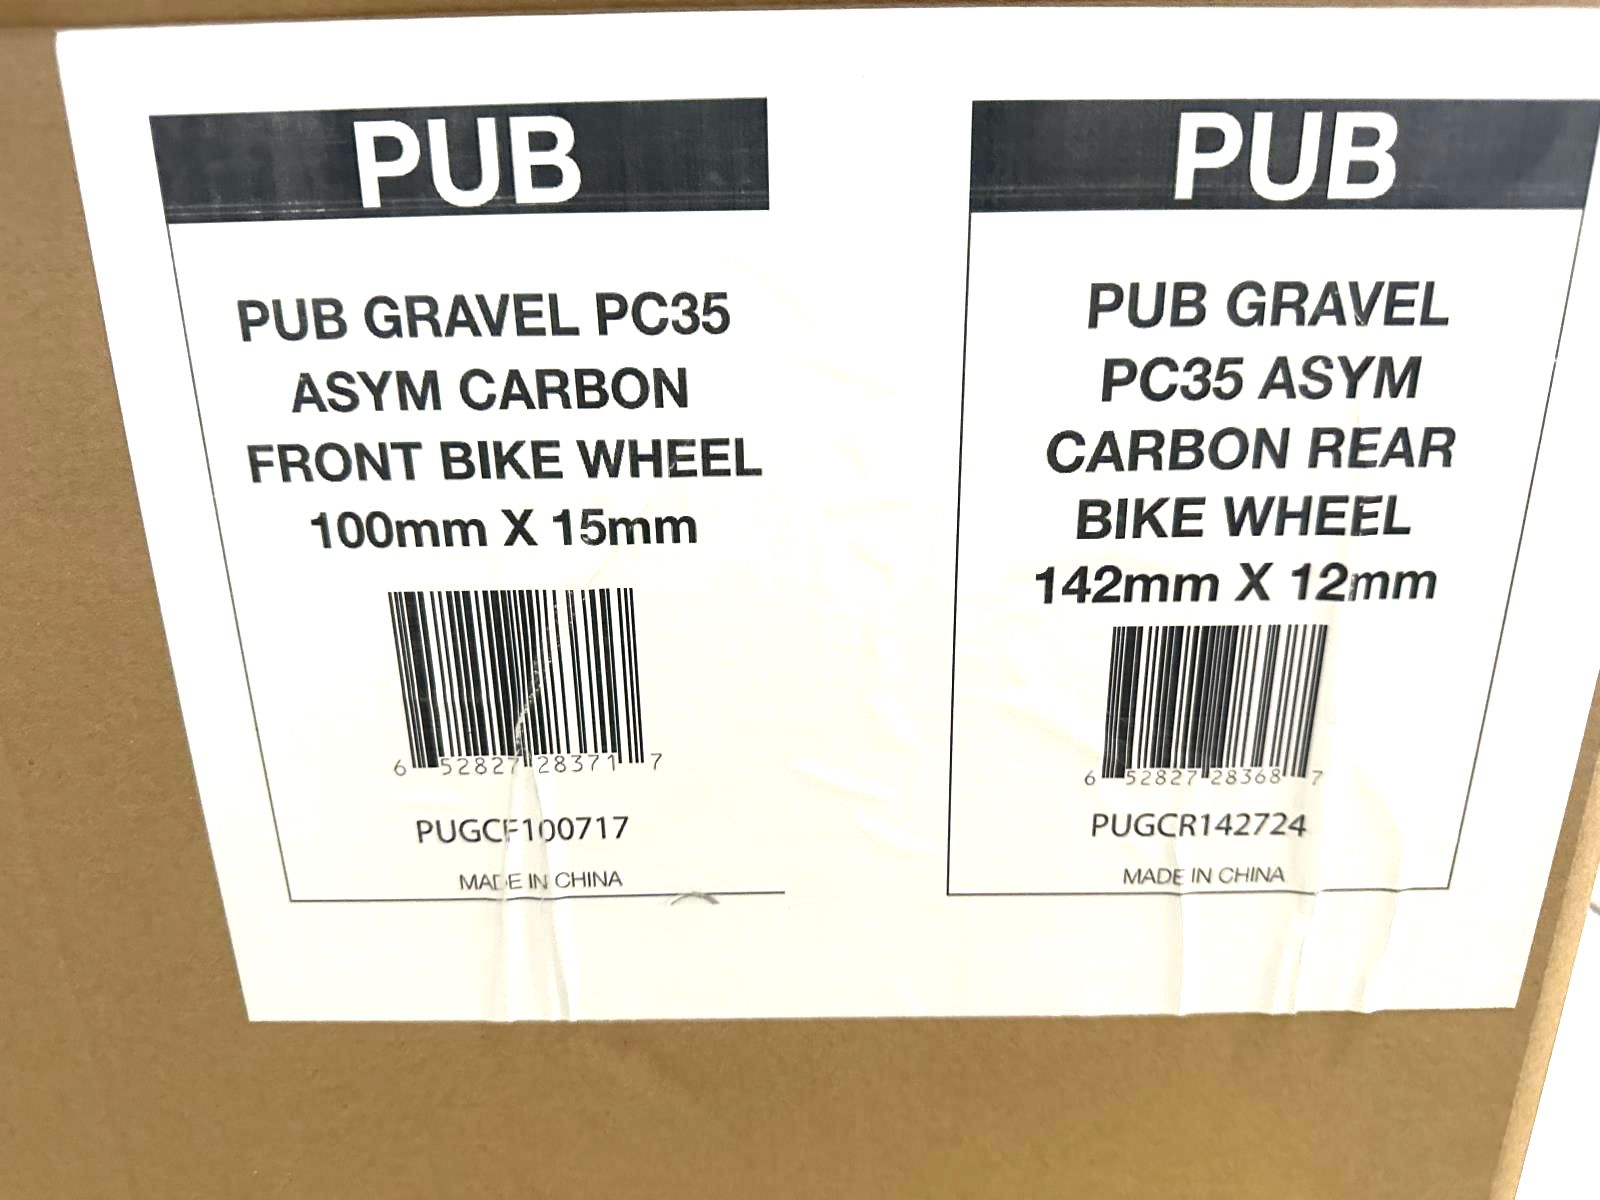 PUB
PUB GRAVEL PC35
ASYM CARBON
FRONT BIKE WHEEL
100mm X 15mm
6 52827 28371 7
PUGCF100717
MADE IN CHINA
PUB
PUB GRAVEL
PC35 ASYM
CARBON REAR
BIKE WHEEL
142mm X 12mm
6 52827 28368 7
PUGCR142724
MADE IN CHINA